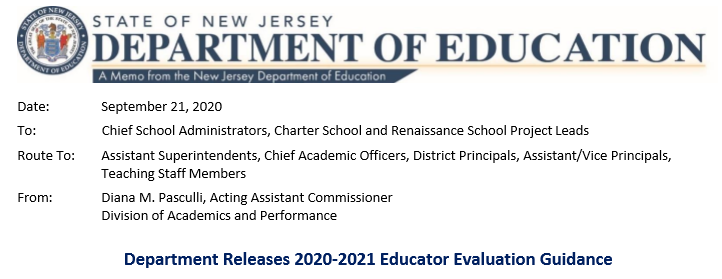 STATE OF NEW JERSEY
DEPARTMENT OF EDUCATION
A Memo from the New Jersey Department of Education
Date: September 21, 2020
To: Chief School Administrators, Charter School and Renaissance School Project Leads
Route To: Assistant Superintendents, Chief Academic Officers, District Principals, Assistant/Vice Principals,
Teaching Staff Members
From: Diana M. Pasculli, Acting Assistant Commissioner
Division of Academics and Performance
Department Releases 2020-2021 Educator Evaluation Guidance